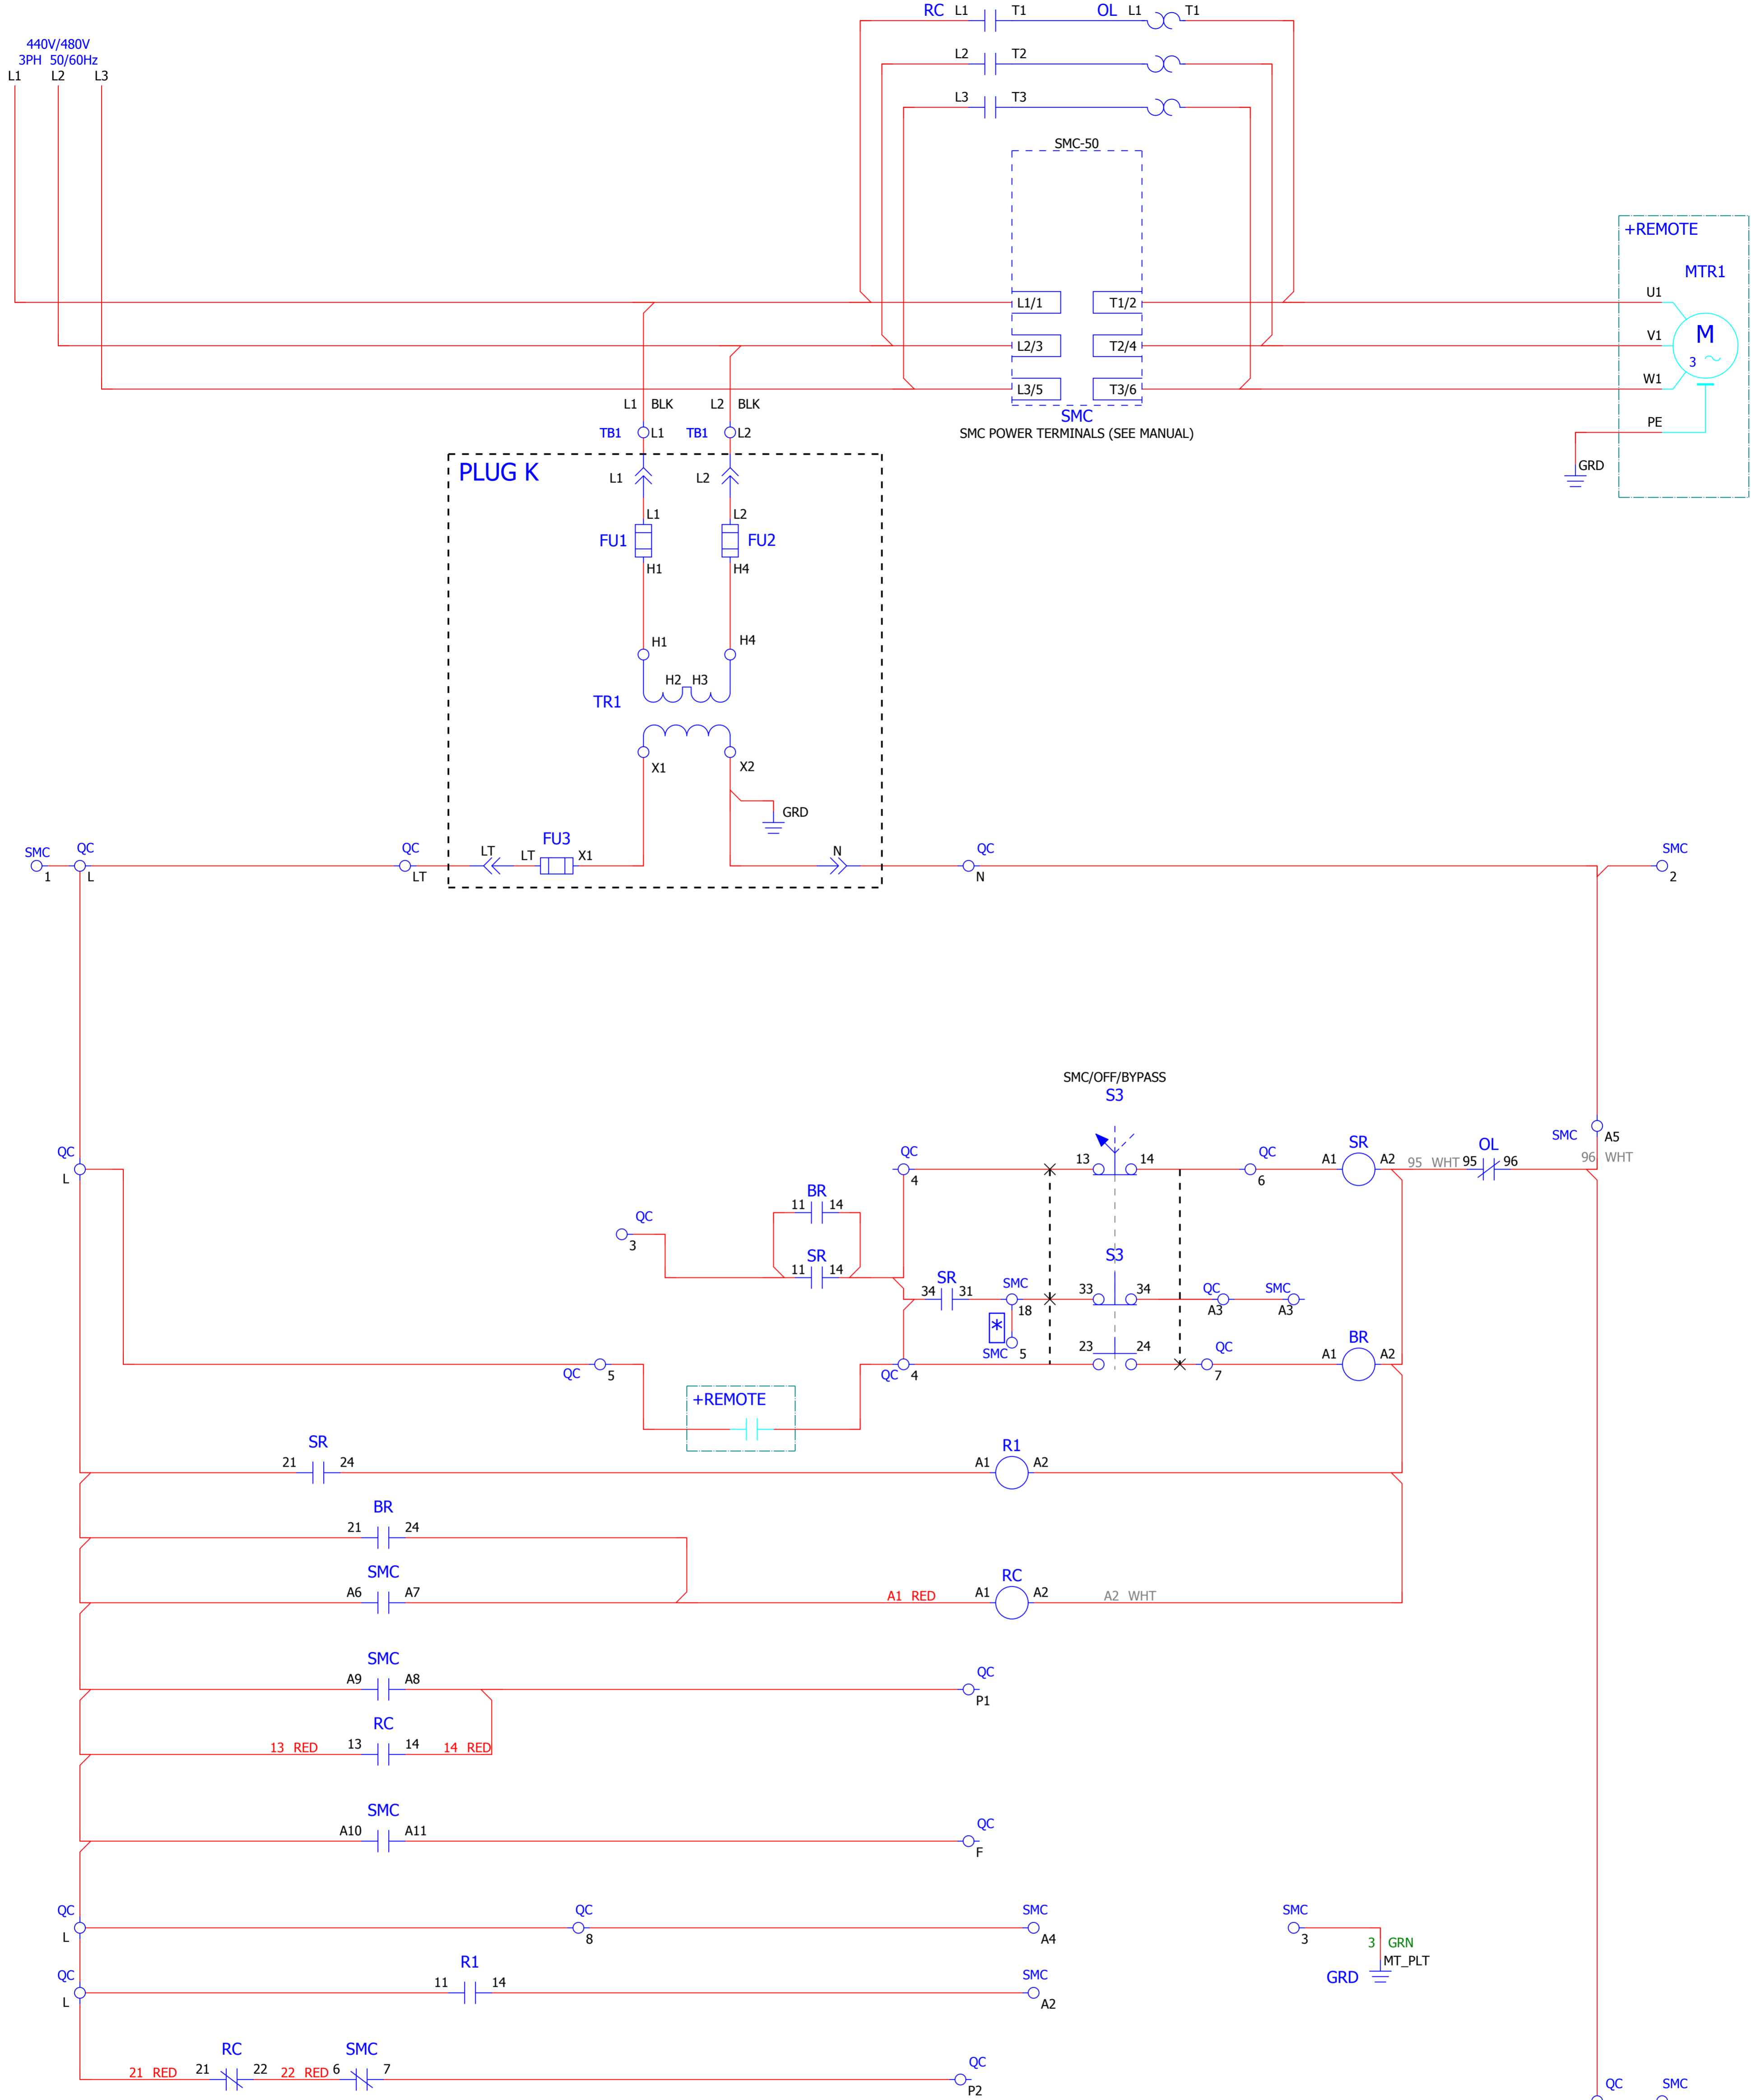 RC L1 T1 OL L1 T1
440V/480V
3PH 50/60Hz
L1 L2 L3
L2 T2
L3 T3
SMC-50
+REMOTE
MTR1
L1/1 T1/2 U1
L2/3 T2/4 V1
M
3
L3/5 T3/6 W1
L1 BLK L2 BLK
SMC
SMC POWER TERMINALS (SEE MANUAL)
PE
TB1 L1 TB1 L2
GRD
PLUG K
L1 L2
L1 L2
FU1 FU2
H1 H4
H1 H4
H2 H3
TR1
X1 X2
GRD
SMC QC QC LT FU3 N QC SMC
LT X1
1 L LT N 2
SMC/OFF/BYPASS
S3
SMC A5
QC QC 13 14 QC SR OL
A1 A2 95 WHT 95 96 96 WHT
L 4 6
BR
11 14
QC
3
SR
11 14
S3
SR
34 31 SMC 33 34 QC SMC
18 A3 A3
*
SMC 5 23 24 QC BR
A1 A2
QC 5 QC 4 7
+REMOTE
SR R1
21 24 A1 A2
BR
21 24
SMC RC
A6 A7 A1 RED A1 A2 A2 WHT
SMC
A9 A8 QC
P1
RC
13 RED 13 14 14 RED
SMC
A10 A11 QC
F
QC QC SMC SMC
L 8 A4 3
3 GRN
MT_PLT
GRD
QC R1 SMC
11 14
L A2
RC SMC
21 RED 21 22 22 RED 6 7 QC
P2
QC SMC